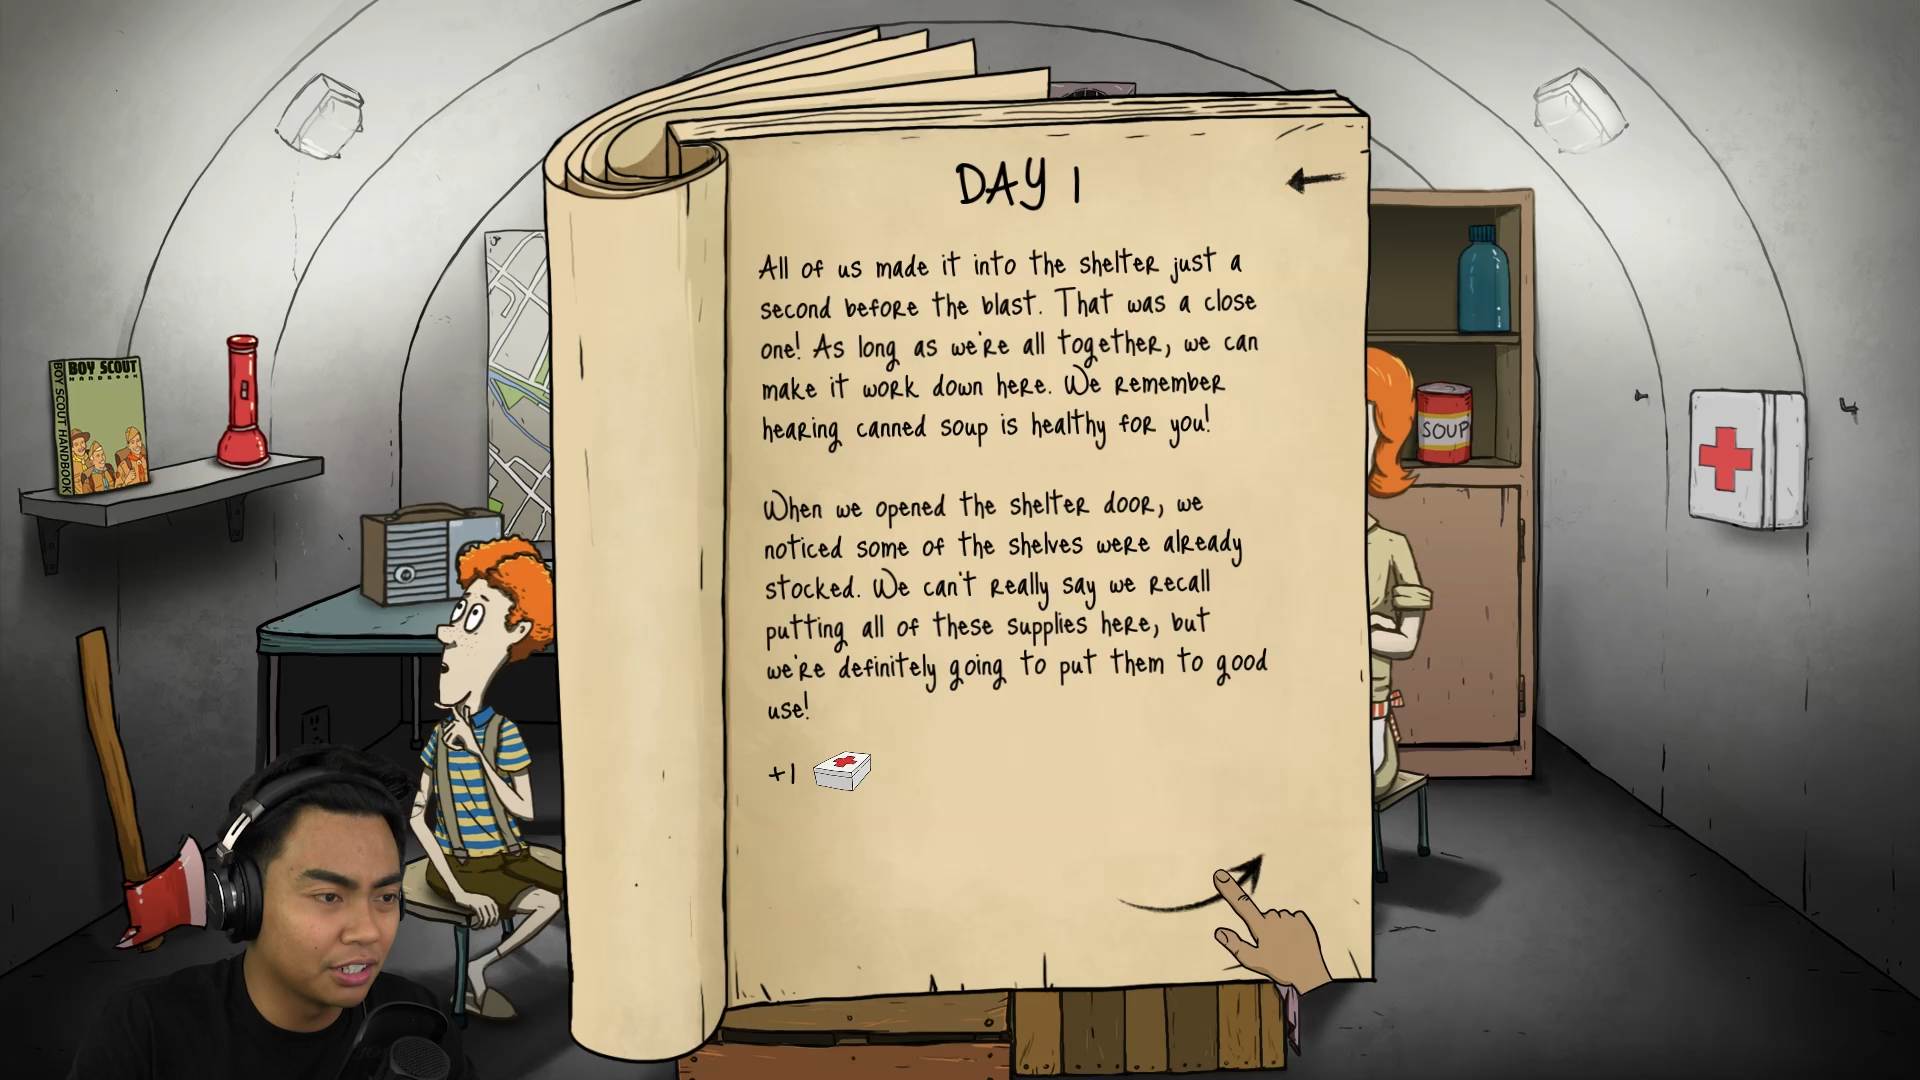 DAY 1
All of us made it into the shelter just a
second before the blast. That was a close
one! As long as we're all together, we can
make it work down here. We remember
hearing canned soup is healthy for you!
When we opened the shelter door, we
noticed some of the shelves were already
stocked. We can't really say we recall
putting all of these supplies here, but
we're definitely going to put them to good
use!
+1
BOY SCOUT
HANDBOOK
BOY SCOUT HANDBOOK
SOUP